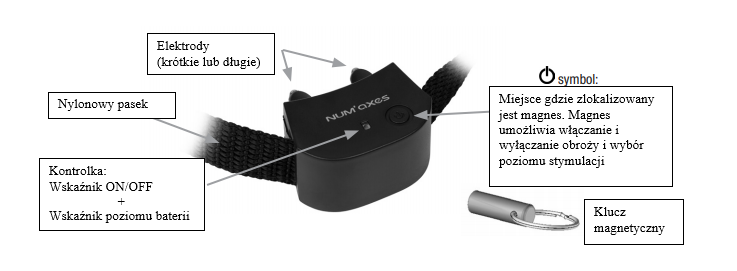 Elektrody
(krótkie lub długie)
symbol:
Nylonowy pasek
NUM'AXES
Miejsce gdzie zlokalizowany
jest magnes. Magnes
umożliwia włączanie i
wyłączanie obroży i wybór
poziomu stymulacji
Kontrolka:
Wskaźnik ON/OFF
+
Wskaźnik poziomu baterii
Klucz
magnetyczny